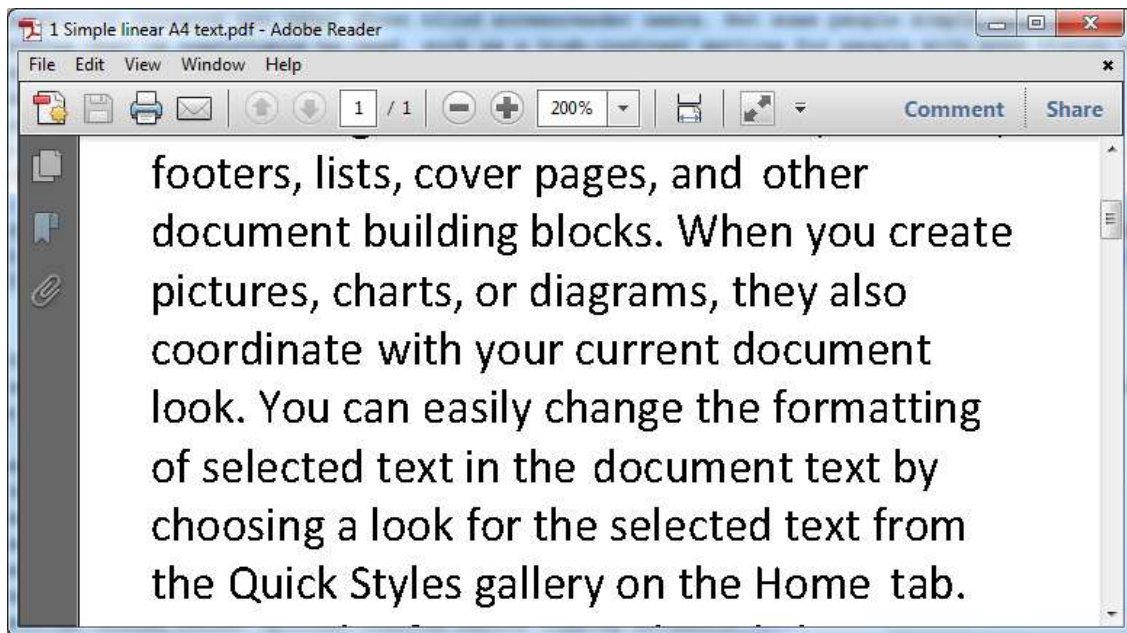 1 Simple linear A4 text.pdf - Adobe Reader
File Edit View Window Help
1 / 1 200% Comment Share
footers, lists, cover pages, and other
document building blocks. When you create
pictures, charts, or diagrams, they also
coordinate with your current document
look. You can easily change the formatting
of selected text in the document text by
choosing a look for the selected text from
the Quick Styles gallery on the Home tab.